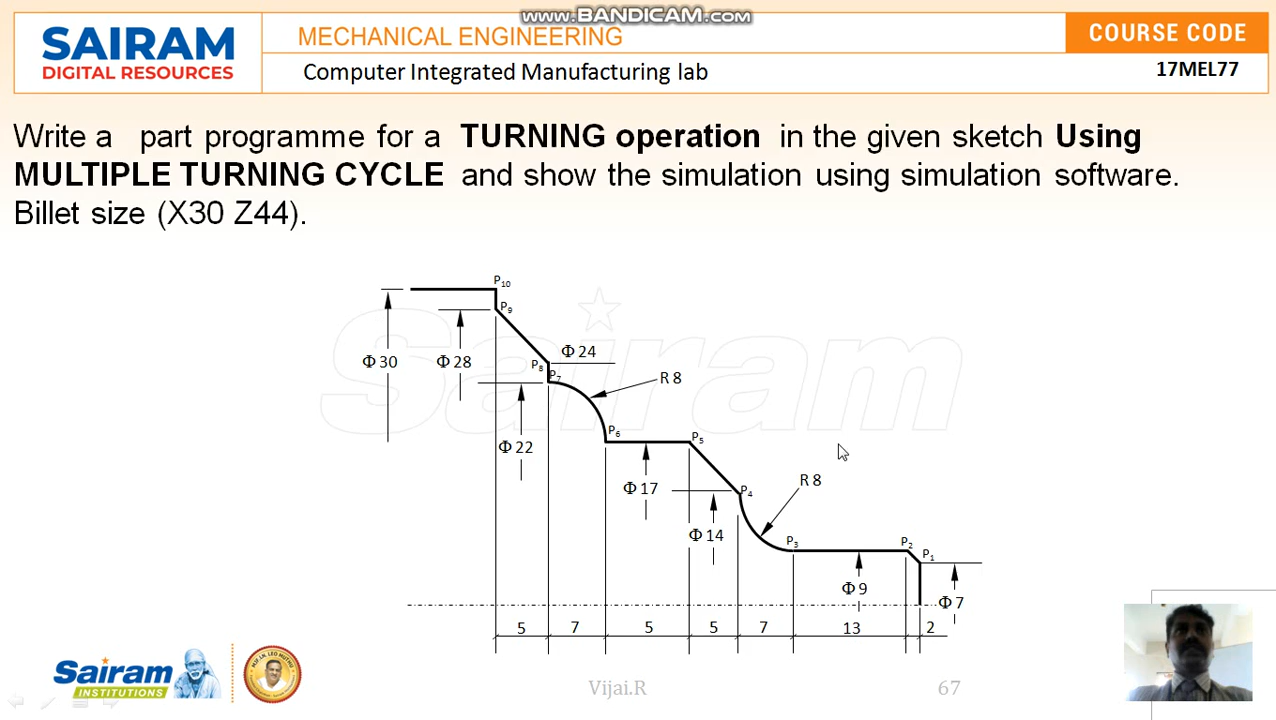 www.BANDICAM.com
SAIRAM
DIGITAL RESOURCES
MECHANICAL ENGINEERING
Computer Integrated Manufacturing lab
COURSE CODE
17MEL77
Write a part programme for a TURNING operation in the given sketch Using
MULTIPLE TURNING CYCLE and show the simulation using simulation software.
Billet size (X30 Z44).
Sairam
P10
P9
Φ 30
Φ 28
P8
Φ 24
P7
R 8
P6
P5
Φ 22
Φ 17
R 8
P4
Φ 14
P3
P2
P1
Φ 9
Φ 7
5
7
5
5
7
13
2
Sairam
INSTITUTIONS
Vijai.R
67